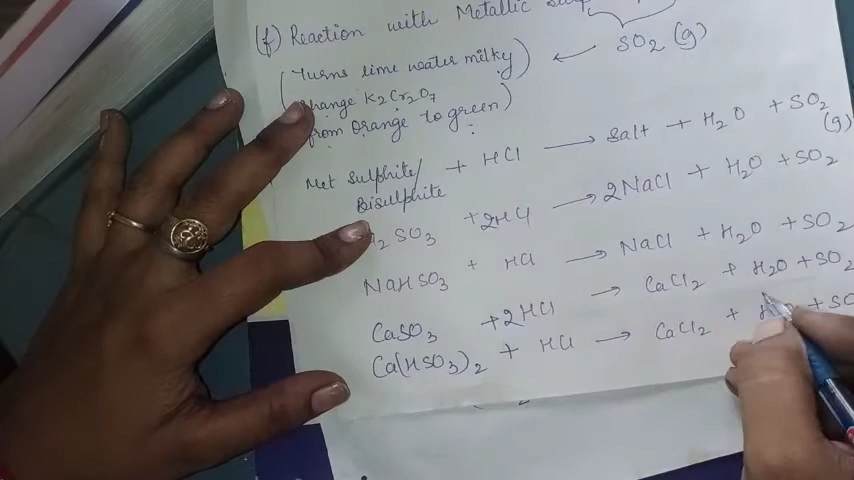 (f) Reaction with Metallic
SO2 (g)
(Turns lime water milky)
change K2Cr2O7
from Orange to green)
Met Sulphite/ + HCl → Salt + H2O + SO2 (g)
Bisulphite
2 SO3 + 2HCl → 2NaCl + H2O + SO2
NaHSO3 + HCl → NaCl + H2O + SO2
CaSO3 + 2HCl → CaCl2 + H2O + SO2
Ca(HSO3)2 + HCl → CaCl2 + + SO